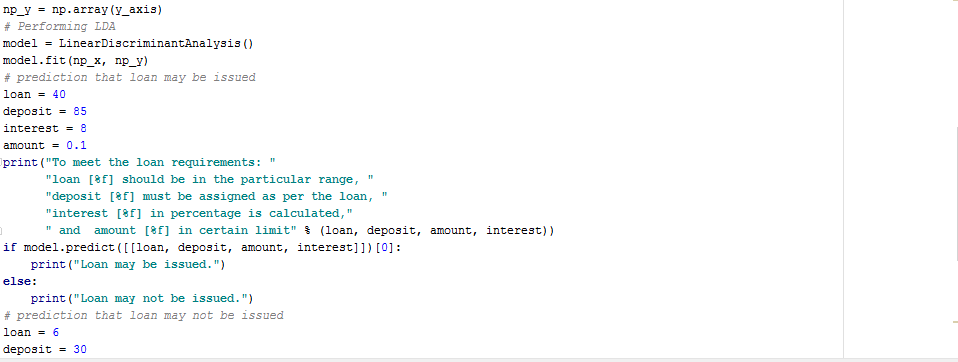 np_y = np.array(y_axis)
# Performing LDA
model = LinearDiscriminantAnalysis()
model.fit(np_x, np_y)
# prediction that loan may be issued
loan = 40
deposit = 85
interest = 8
amount = 0.1
print("To meet the loan requirements: "
      "loan [%f] should be in the particular range, "
      "deposit [%f] must be assigned as per the loan, "
      "interest [%f] in percentage is calculated,"
      " and  amount [%f] in certain limit" % (loan, deposit, amount, interest))
if model.predict([[loan, deposit, amount, interest]])[0]:
    print("Loan may be issued.")
else:
    print("Loan may not be issued.")
# prediction that loan may not be issued
loan = 6
deposit = 30